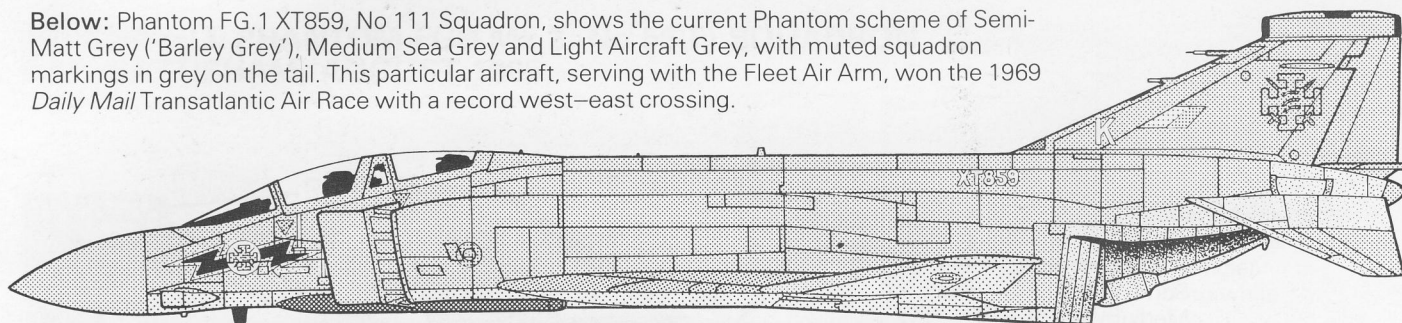 Below: Phantom FG.1 XT859, No 111 Squadron, shows the current Phantom scheme of Semi-
Matt Grey (‘Barley Grey’), Medium Sea Grey and Light Aircraft Grey, with muted squadron
markings in grey on the tail. This particular aircraft, serving with the Fleet Air Arm, won the 1969
Daily Mail Transatlantic Air Race with a record west–east crossing.
K
XT859